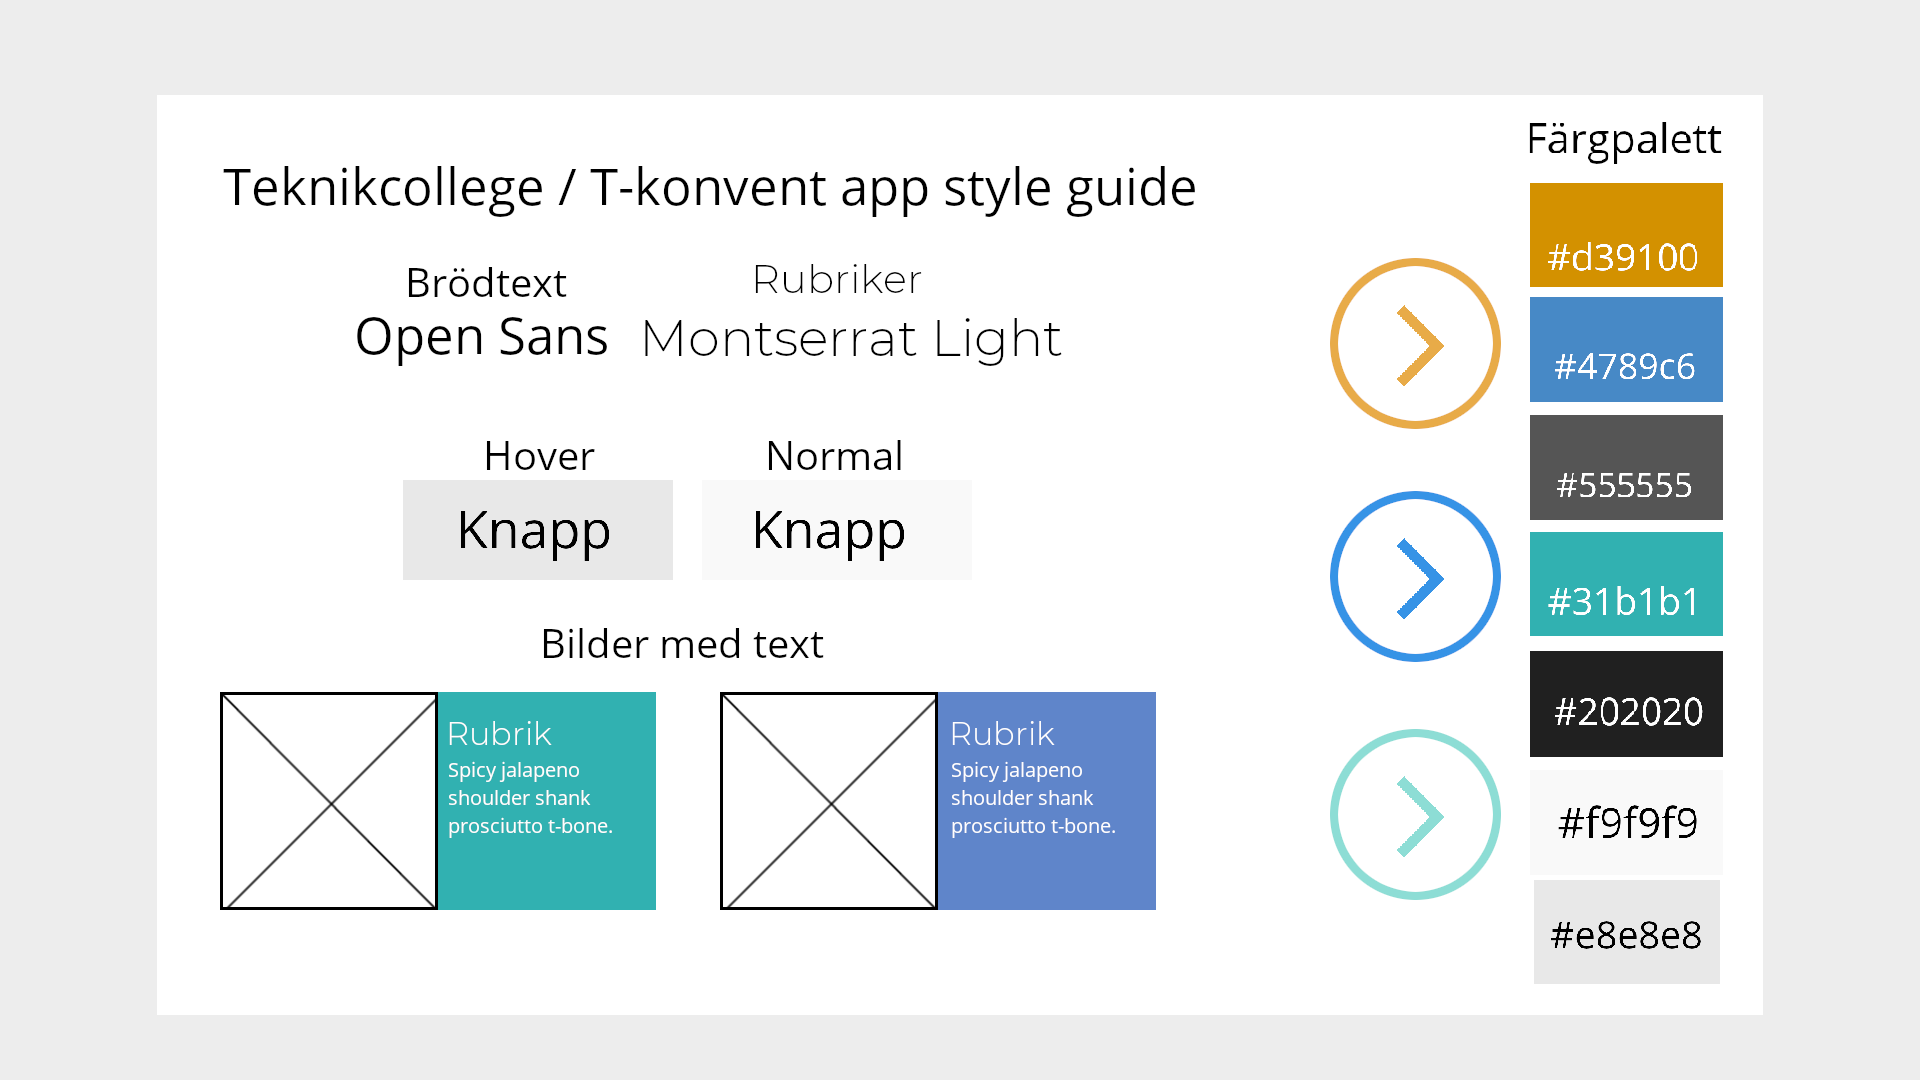 Teknikcollege / T-konvent app style guide
Brödtext
Open Sans
Rubriker
Montserrat Light
Hover
Knapp
Normal
Knapp
Bilder med text
Rubrik
Spicy jalapeno
shoulder shank
prosciutto t-bone.
Rubrik
Spicy jalapeno
shoulder shank
prosciutto t-bone.
Färgpalett
#d39100
#4789c6
#555555
#31b1b1
#202020
#f9f9f9
#e8e8e8